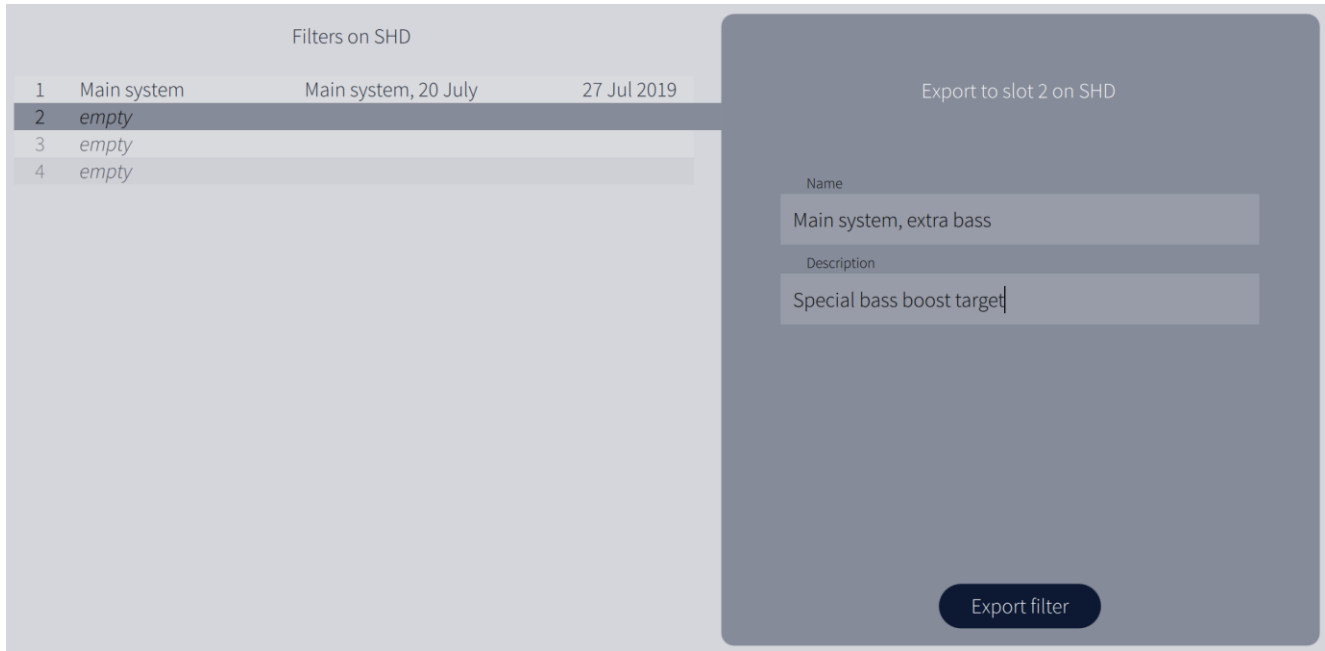 Filters on SHD
1 Main system Main system, 20 July 27 Jul 2019
2 empty
3 empty
4 empty
Export to slot 2 on SHD
Name
Main system, extra bass
Description
Special bass boost target
Export filter